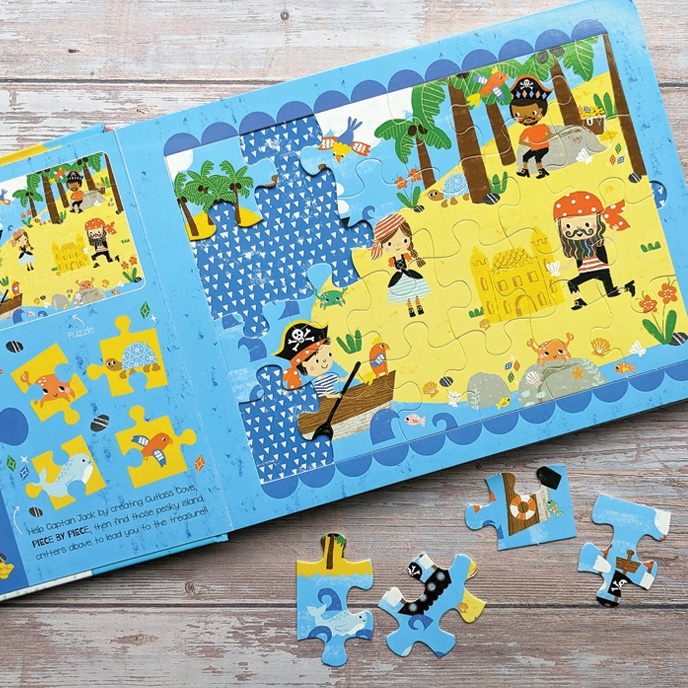 Puzzle
Help Captain Jack by creating Cutlass Cove,
PIECE BY PIECE, then find those pesky island
critters above to lead you to the treasure!